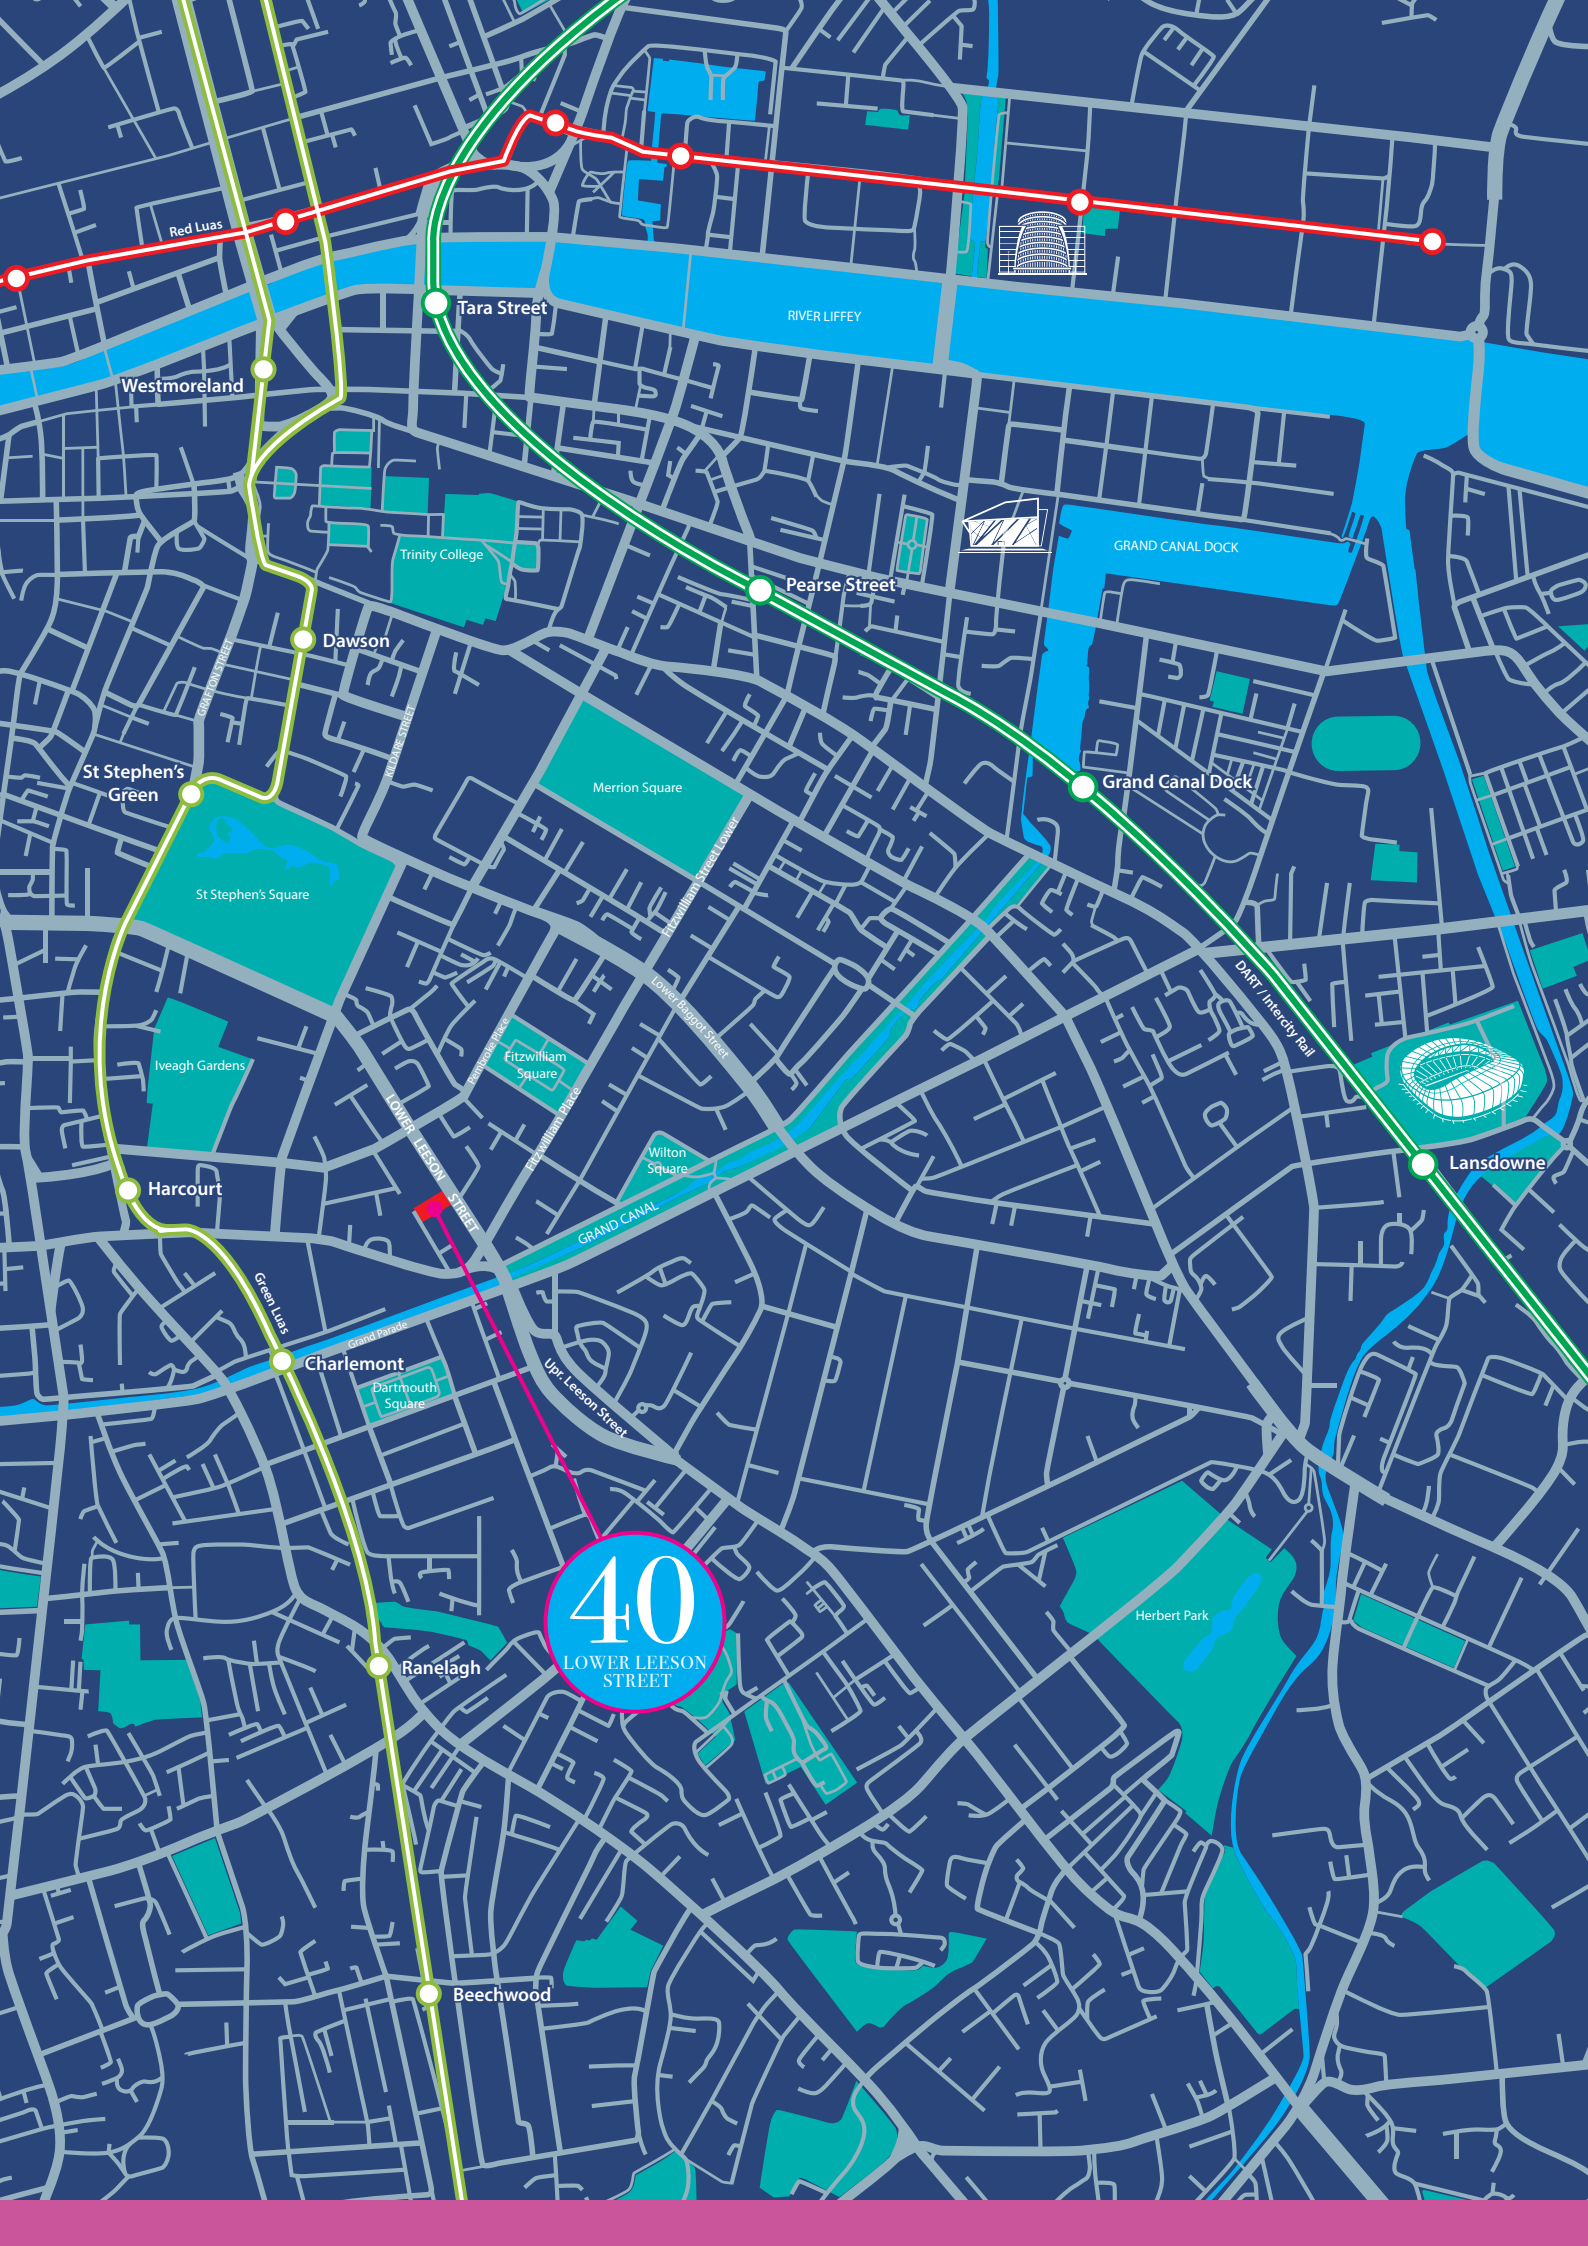 Red Luas
Tara Street
RIVER LIFFEY
Westmoreland
Trinity College
GRAND CANAL DOCK
Pearse Street
Dawson
GRAFTON STREET
KILDARE STREET
St Stephen's
Green
Merrion Square
Grand Canal Dock
Fitzwilliam Street Lower
St Stephen's Square
Lower Baggot Street
DART / Intercity Rail
Iveagh Gardens
Pembroke Place
Fitzwilliam
Square
LOWER LEESON STREET
Fitzwilliam Place
Wilton
Square
Lansdowne
Harcourt
GRAND CANAL
Green Luas
Grand Parade
Charlemont
Dartmouth
Square
Upr. Leeson Street
40
LOWER LEESON
STREET
Herbert Park
Ranelagh
Beechwood